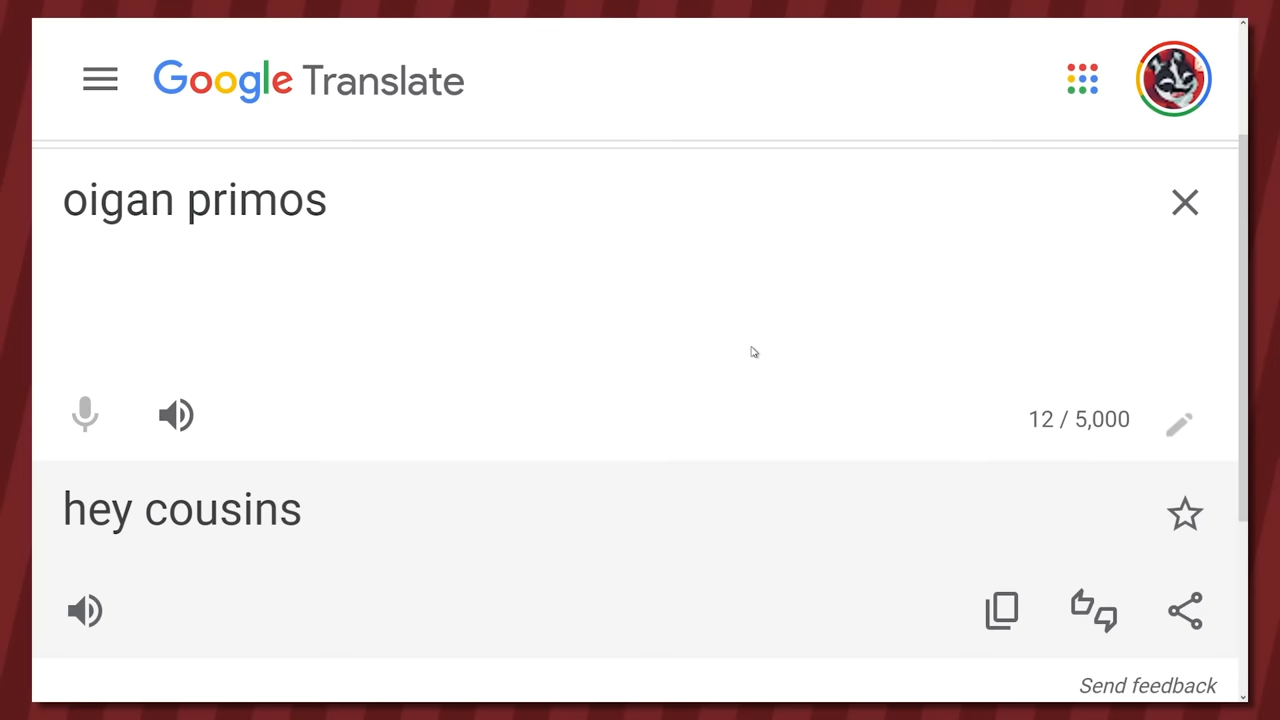 Google Translate
oigan primos
12 / 5,000
hey cousins
Send feedback